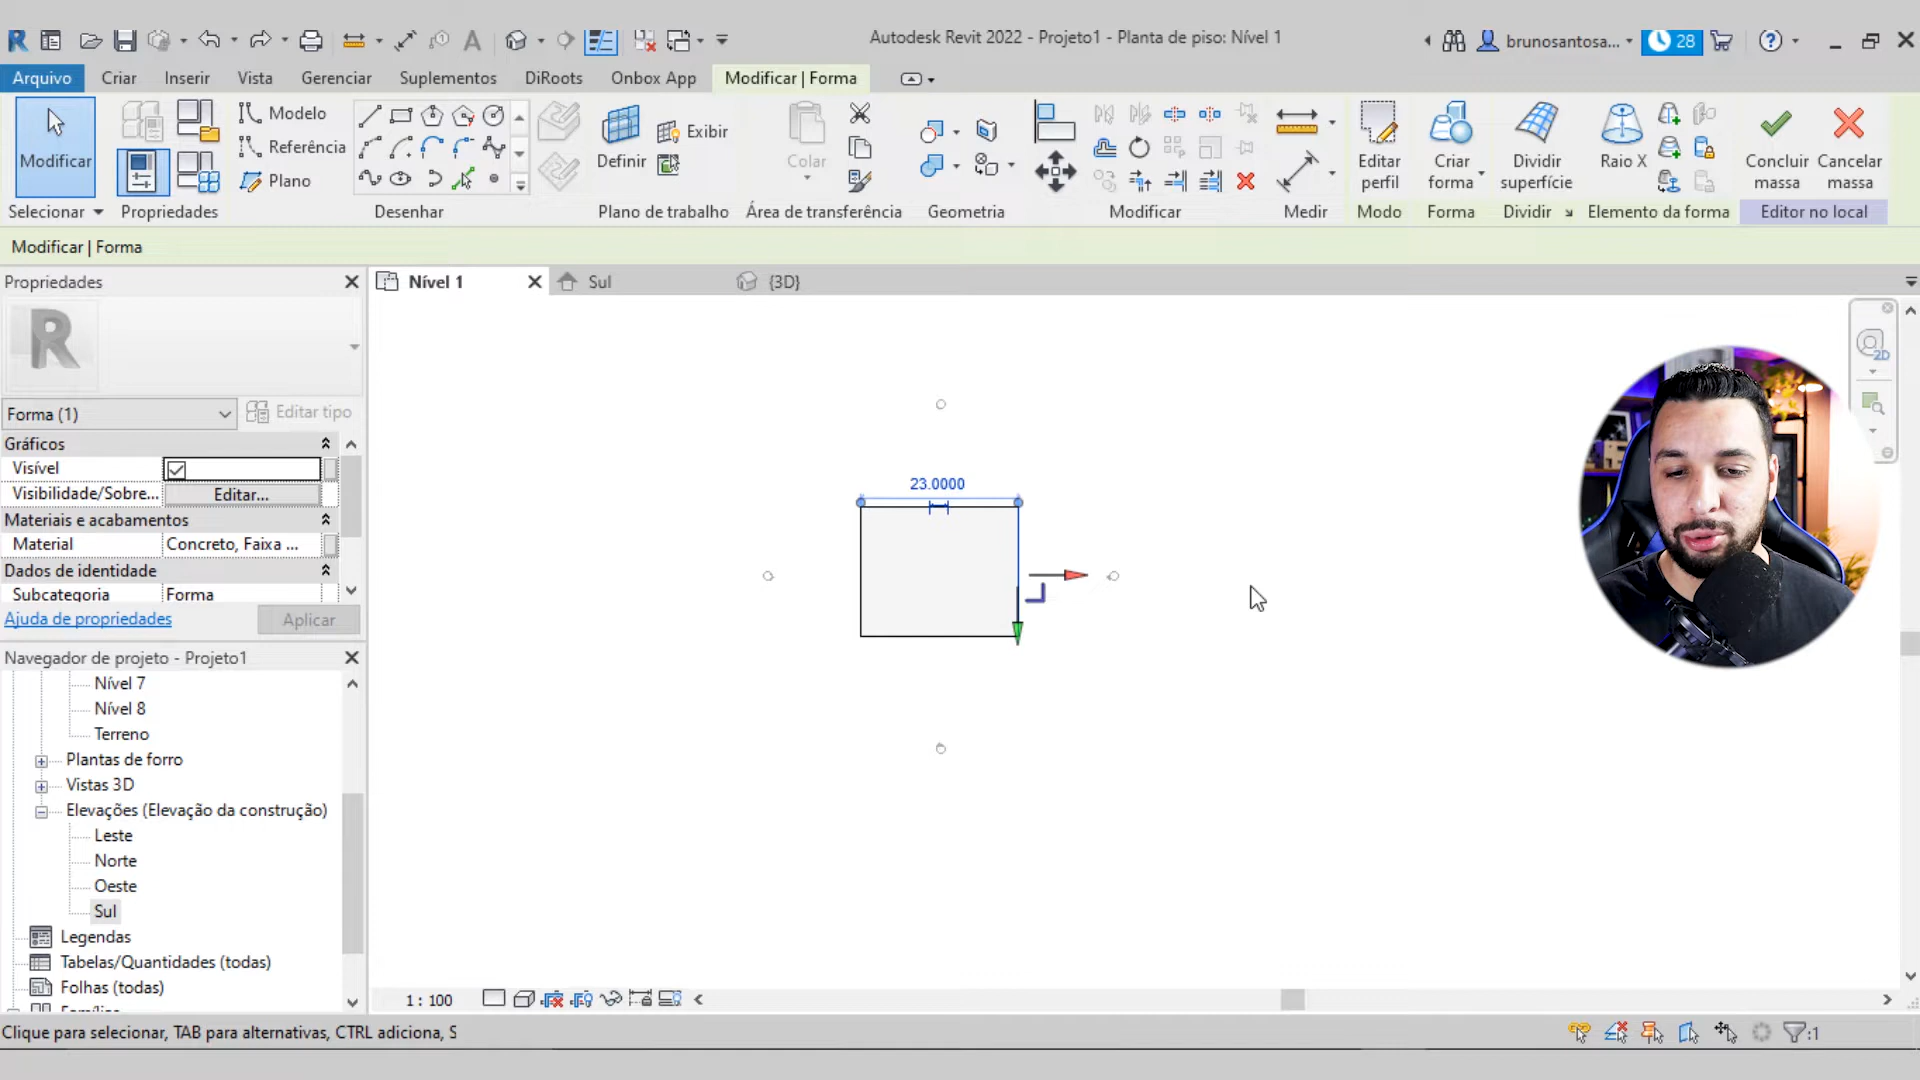 Autodesk Revit 2022 - Projeto1 - Planta de piso: Nível 1
brunosantosa...
28
Arquivo
Criar
Inserir
Vista
Gerenciar
Suplementos
DiRoots
Onbox App
Modificar | Forma
Modificar
Modelo
Referência
Plano
Definir
Exibir
Colar
Editar perfil
Criar forma
Dividir superfície
Raio X
Concluir massa
Cancelar massa
Selecionar
Propriedades
Desenhar
Plano de trabalho
Área de transferência
Geometria
Modificar
Medir
Modo
Forma
Dividir
Elemento da forma
Editor no local
Modificar | Forma
Propriedades
Nível 1
Sul
{3D}
R
2D
Forma (1)
Editar tipo
Gráficos
Visível
Visibilidade/Sobre...
Editar...
Materiais e acabamentos
Material
Concreto, Faixa ...
Dados de identidade
Subcategoria
Forma
Ajuda de propriedades
Aplicar
23.0000
Navegador de projeto - Projeto1
Nível 7
Nível 8
Terreno
Plantas de forro
Vistas 3D
Elevações (Elevação da construção)
Leste
Norte
Oeste
Sul
Legendas
Tabelas/Quantidades (todas)
Folhas (todas)
1 : 100
Clique para selecionar, TAB para alternativas, CTRL adiciona, S
:1